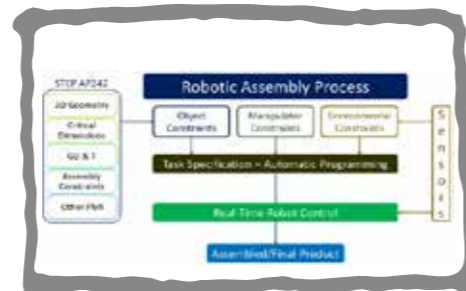 STEP AP242
3D Geometry
Critical
Dimensions
GD & T
Assembly
Constraints
Other PMI
Robotic Assembly Process
Object
Constraints
Manipulator
Constraints
Environmental
Constraints
Task Specification – Automatic Programming
Real-Time Robot Control
Assembled/Final Product
Sensors